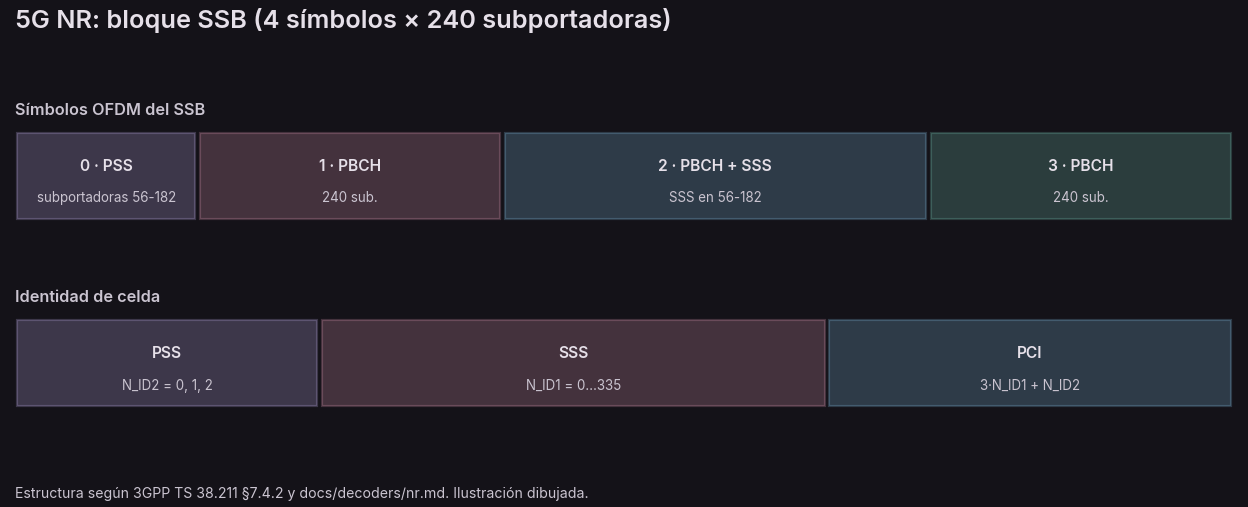 5G NR: bloque SSB (4 símbolos × 240 subportadoras)
Símbolos OFDM del SSB
0 · PSS
subportadoras 56-182
1 · PBCH
240 sub.
2 · PBCH + SSS
SSS en 56-182
3 · PBCH
240 sub.
Identidad de celda
PSS
N_ID2 = 0, 1, 2
SSS
N_ID1 = 0...335
PCI
3·N_ID1 + N_ID2
Estructura según 3GPP TS 38.211 §7.4.2 y docs/decoders/nr.md. Ilustración dibujada.